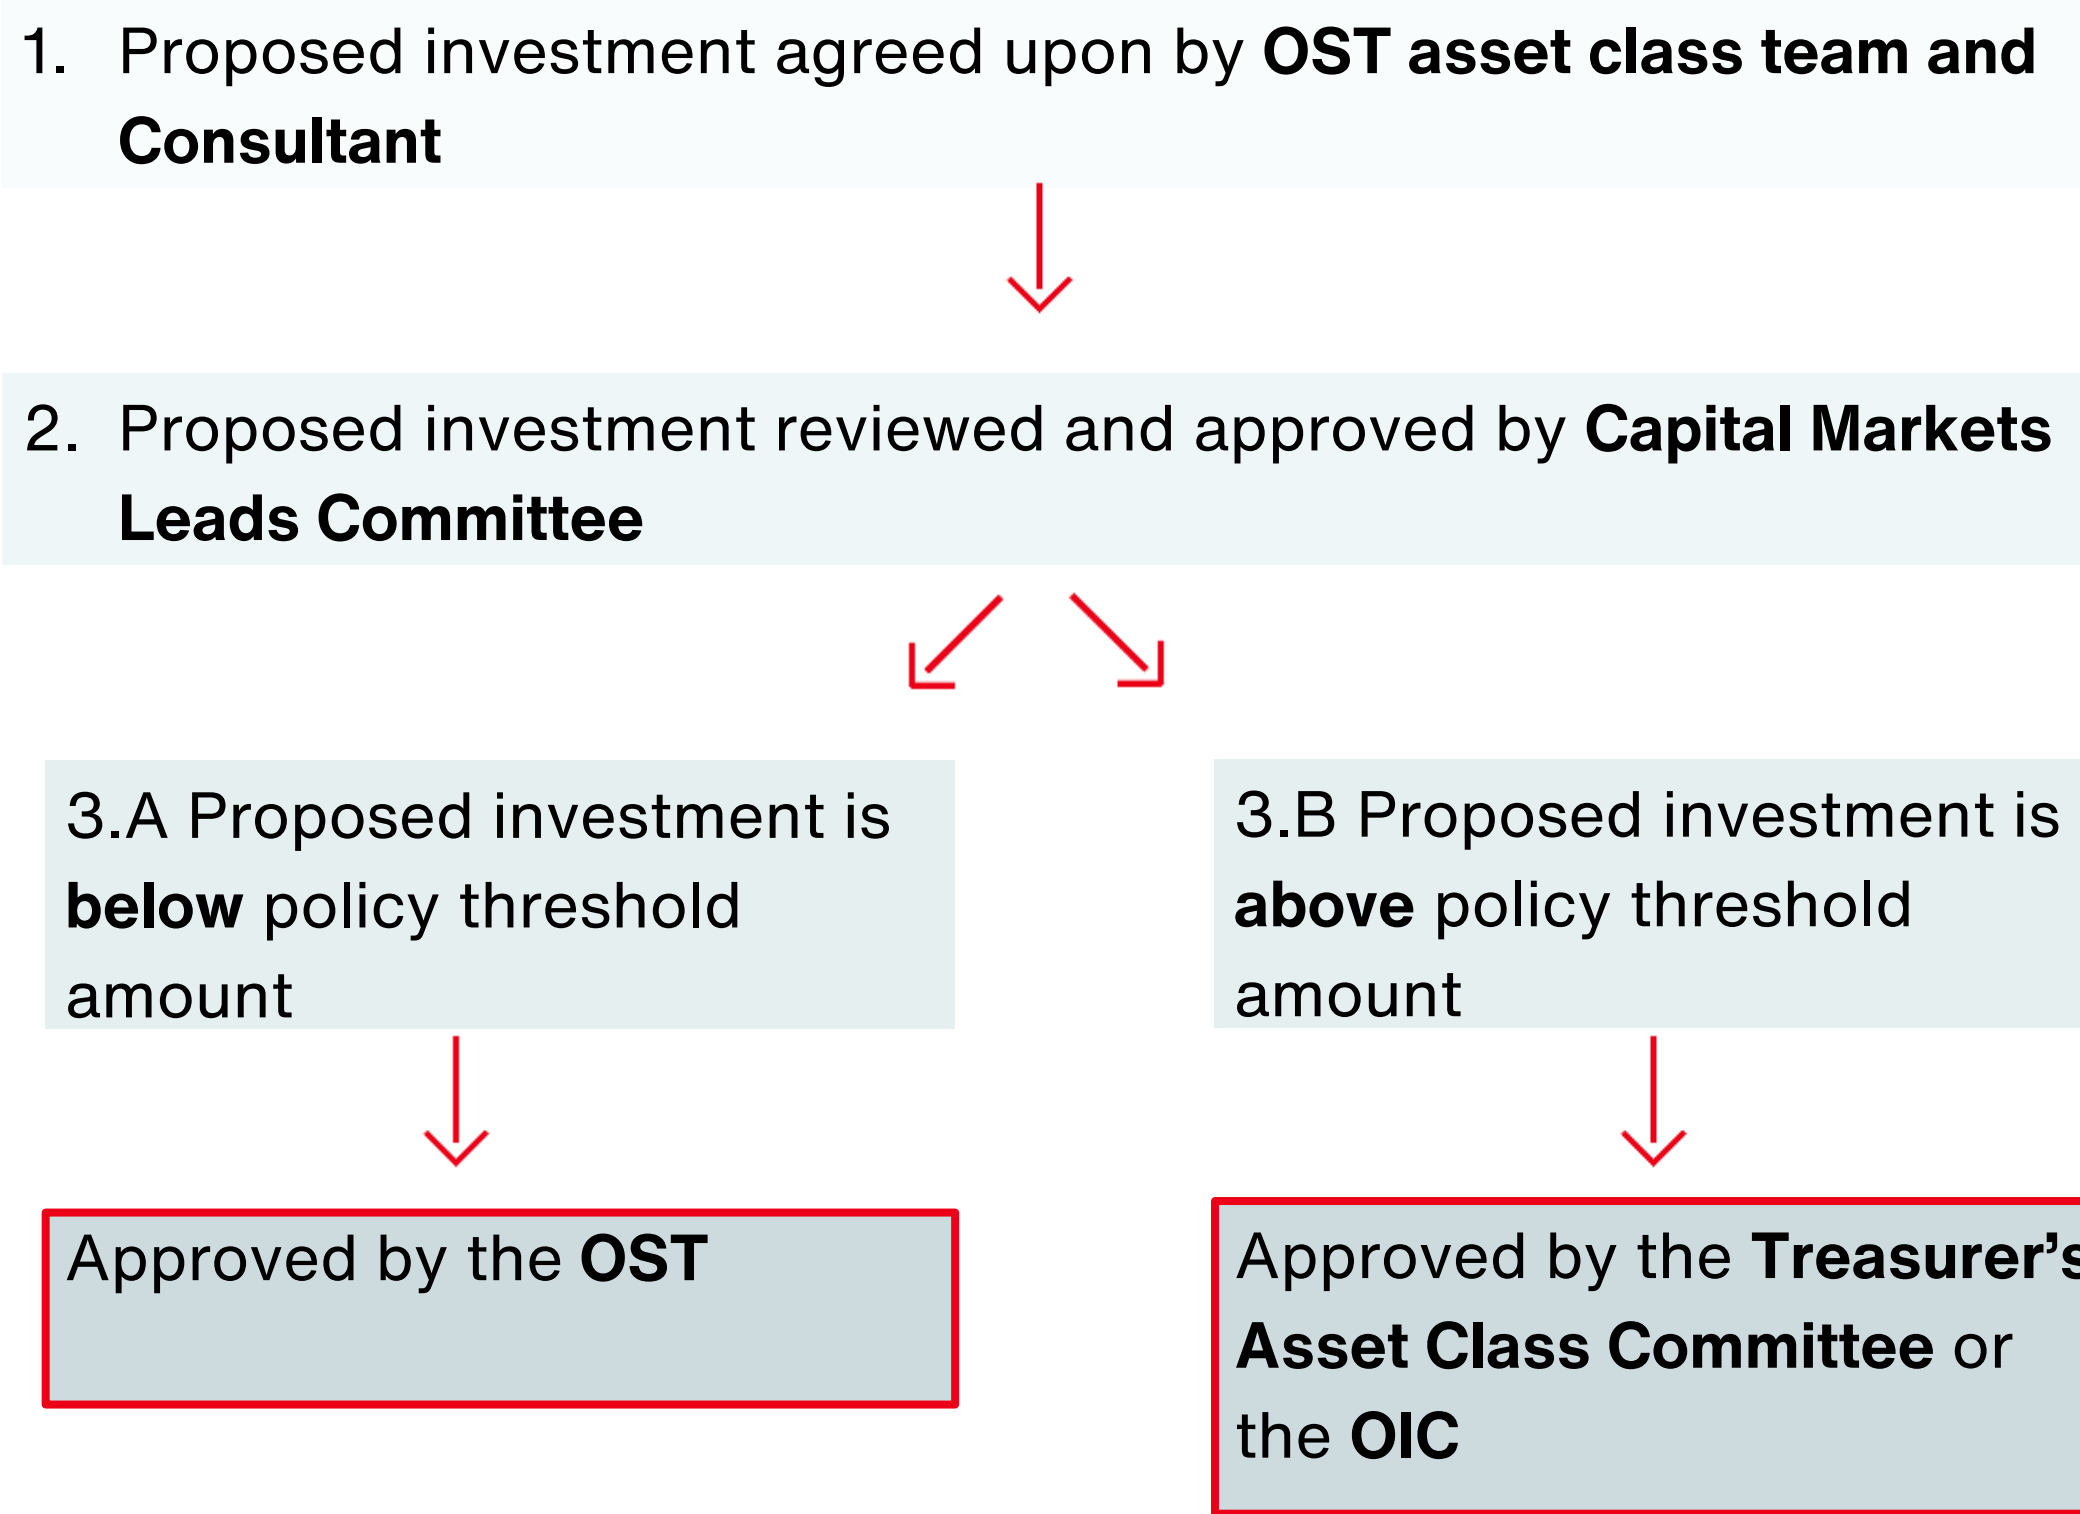 1. Proposed investment agreed upon by OST asset class team and
Consultant
2. Proposed investment reviewed and approved by Capital Markets
Leads Committee
3.A Proposed investment is
below policy threshold
amount
3.B Proposed investment is
above policy threshold
amount
Approved by the OST
Approved by the Treasurer's
Asset Class Committee or
the OIC